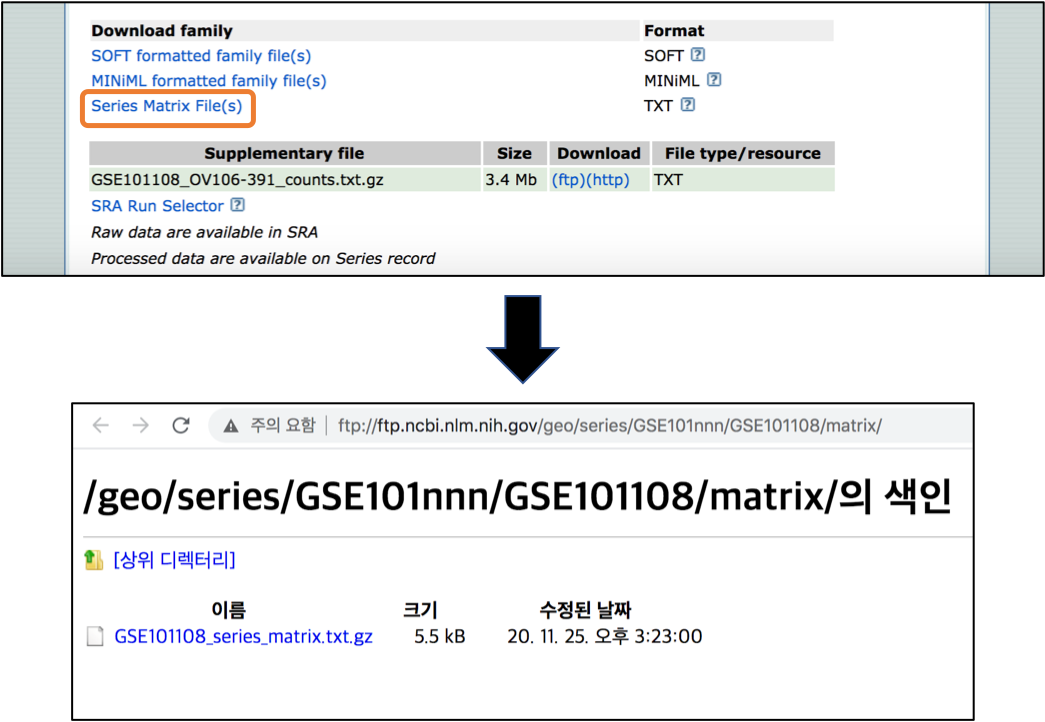 Download family Format
SOFT formatted family file(s) SOFT ?
MINiML formatted family file(s) MINiML ?
Series Matrix File(s) TXT ?
Supplementary file Size Download File type/resource
GSE101108_OV106-391_counts.txt.gz 3.4 Mb (ftp)(http) TXT
SRA Run Selector ?
Raw data are available in SRA
Processed data are available on Series record
주의 요함 ftp://ftp.ncbi.nlm.nih.gov/geo/series/GSE101nnn/GSE101108/matrix/
/geo/series/GSE101nnn/GSE101108/matrix/의 색인
[상위 디렉터리]
이름 크기 수정된 날짜
GSE101108_series_matrix.txt.gz 5.5 kB 20. 11. 25. 오후 3:23:00